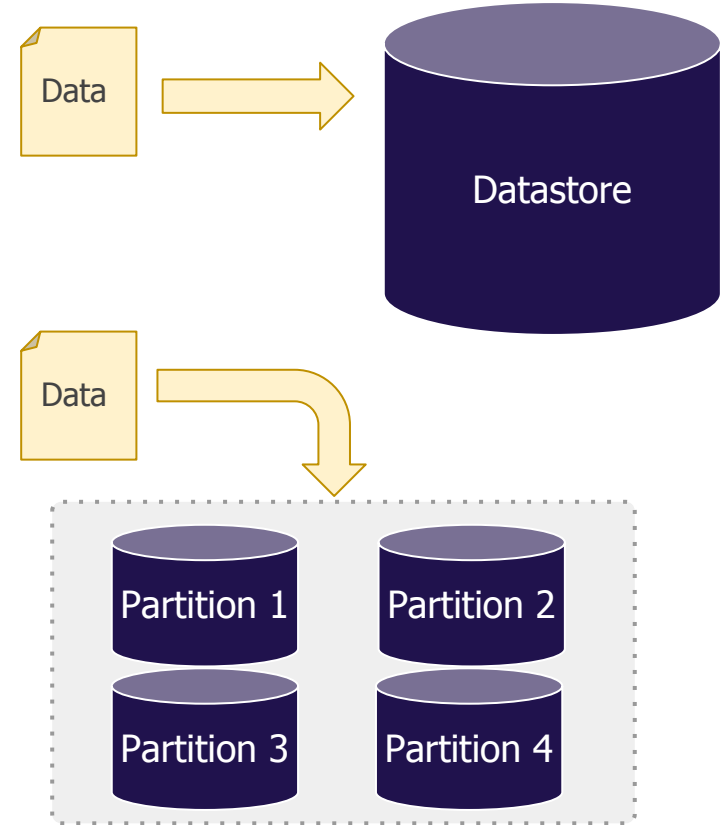 Data
Datastore
Data
Partition 1
Partition 2
Partition 3
Partition 4